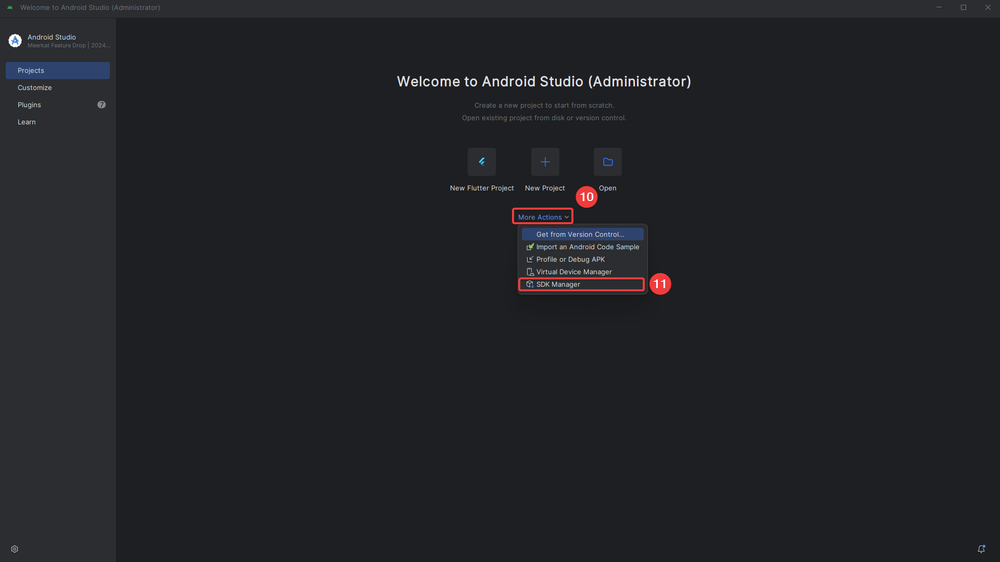 Welcome to Android Studio (Administrator)
Android Studio
Meerkat Feature Drop | 2024...
Projects
Customize
Plugins 7
Learn
Welcome to Android Studio (Administrator)
Create a new project to start from scratch.
Open existing project from disk or version control.
New Flutter Project
New Project
Open
10
More Actions
Get from Version Control...
Import an Android Code Sample
Profile or Debug APK
Virtual Device Manager
SDK Manager
11